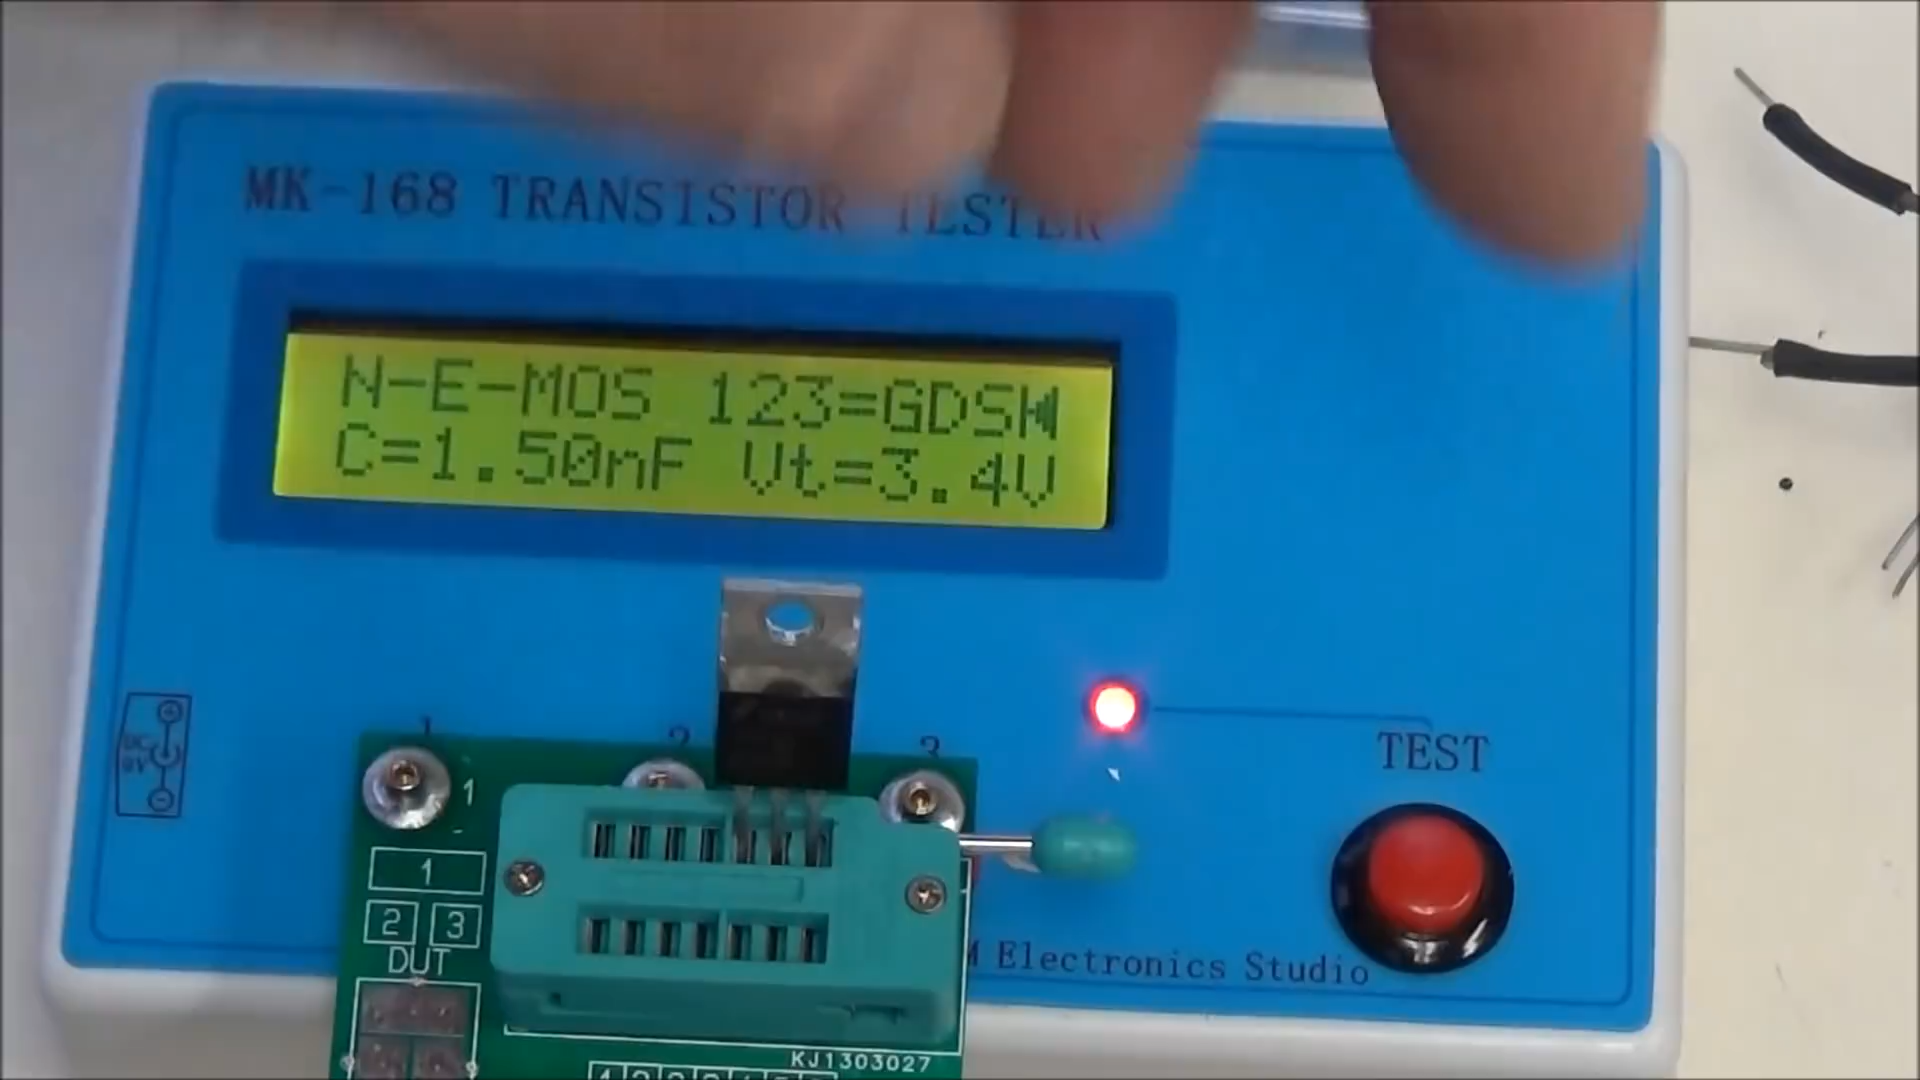 MK-168 TRANSISTOR TESTER
N-E-MOS 123=GDS
C=1.50nF Vt=3.4V
1
2
3
TEST
1
1
2 3
DUT
M Electronics Studio
KJ1303027